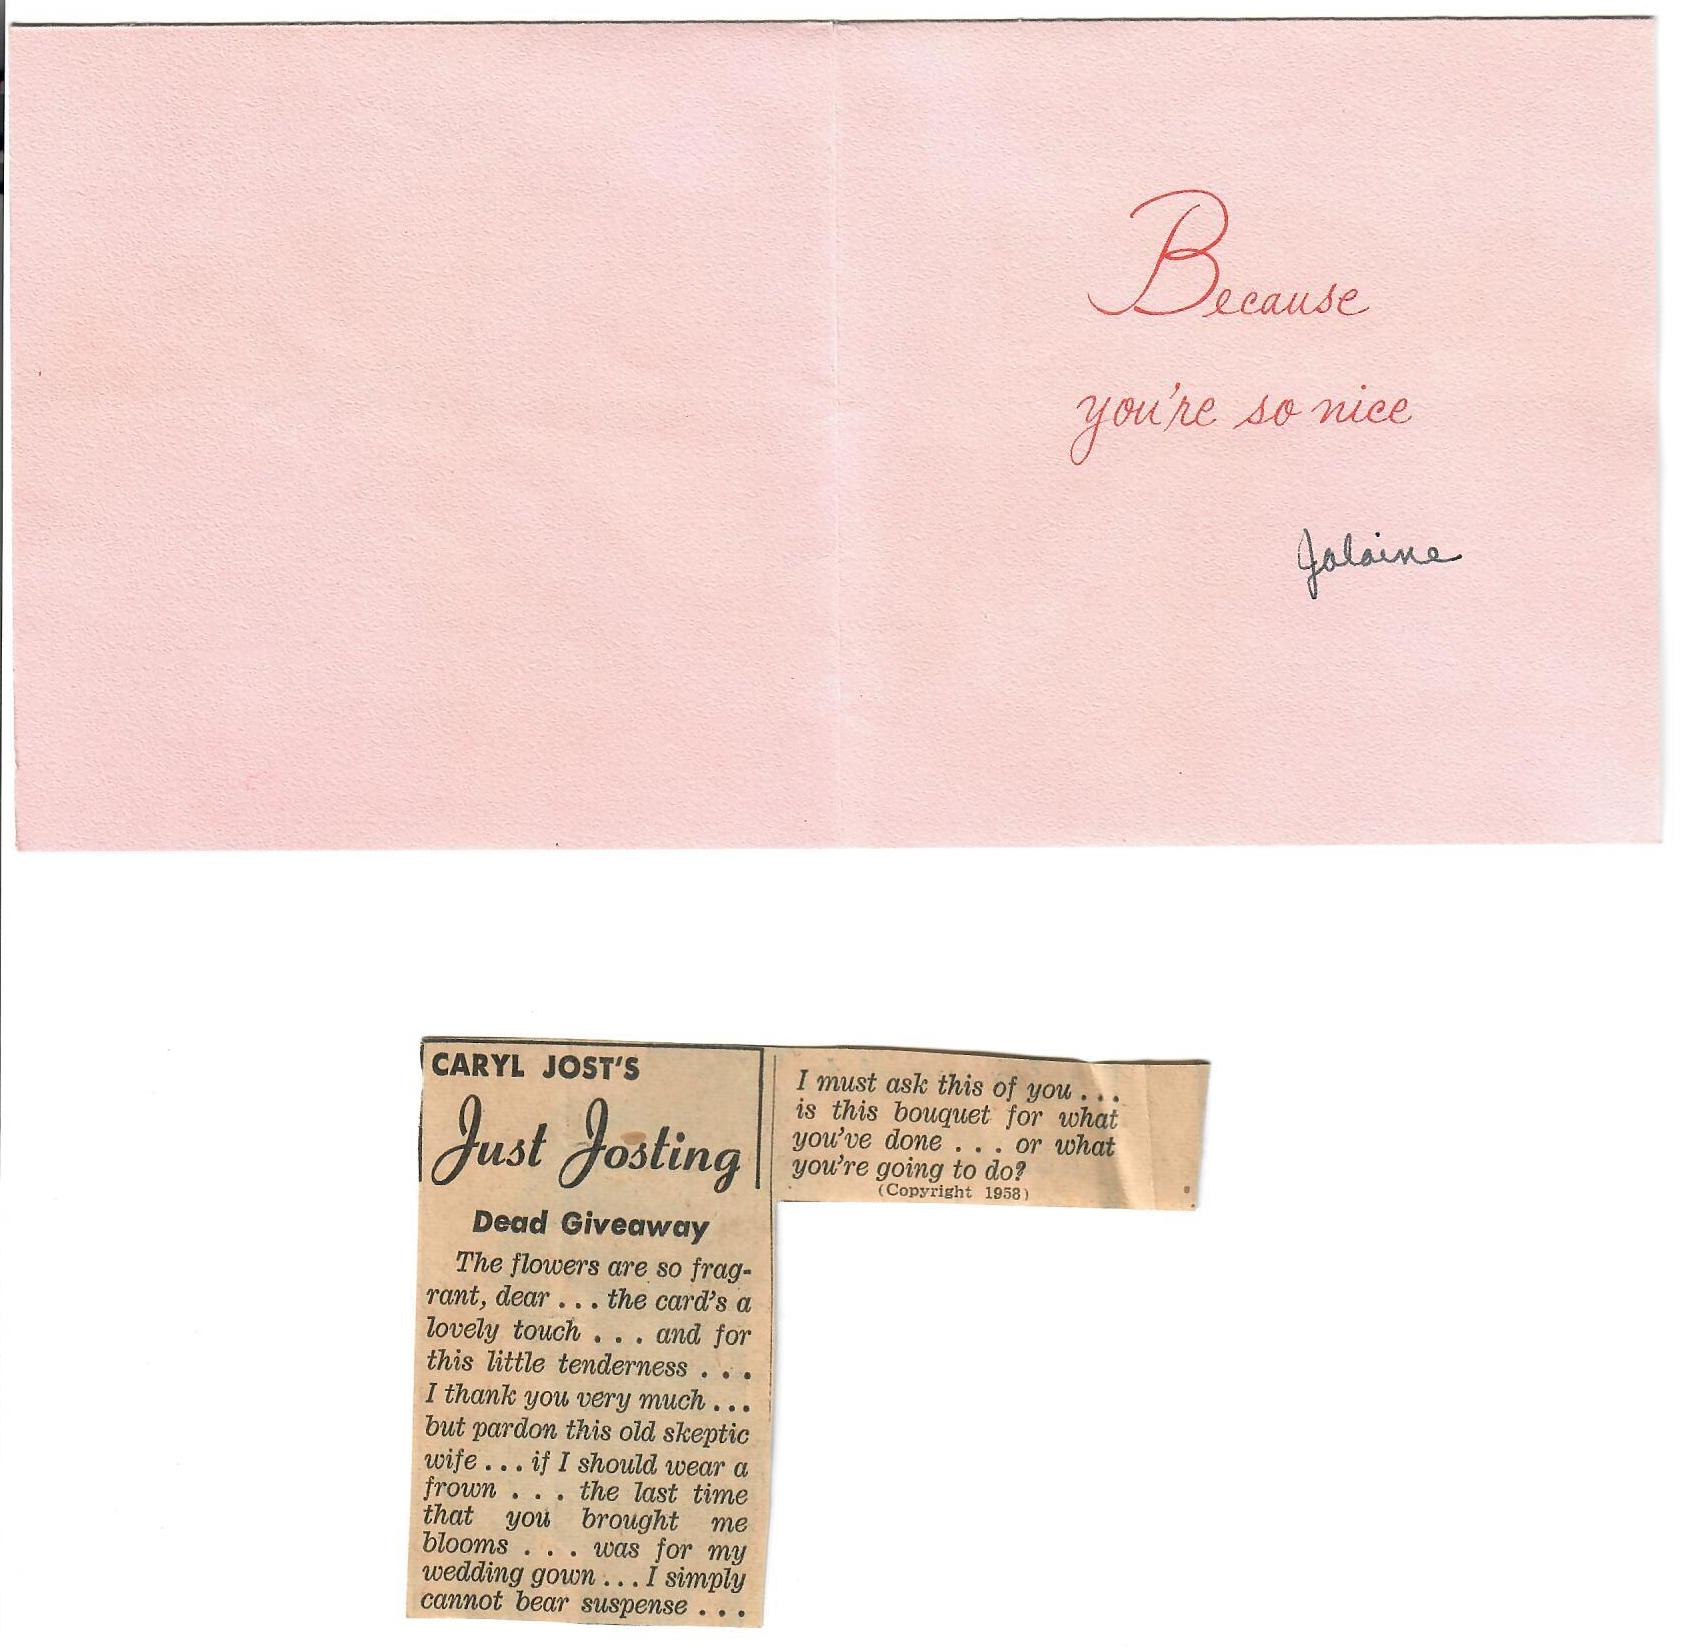 Because
you're so nice
Jalaine
CARYL JOST'S
Just Josting
Dead Giveaway
The flowers are so frag-
rant, dear . . . the card's a
lovely touch . . . and for
this little tenderness . . .
I thank you very much . . .
but pardon this old skeptic
wife . . . if I should wear a
frown . . . the last time
that you brought me
blooms . . . was for my
wedding gown . . . I simply
cannot bear suspense . . .
I must ask this of you . . .
is this bouquet for what
you've done . . . or what
you're going to do?
(Copyright 1958)